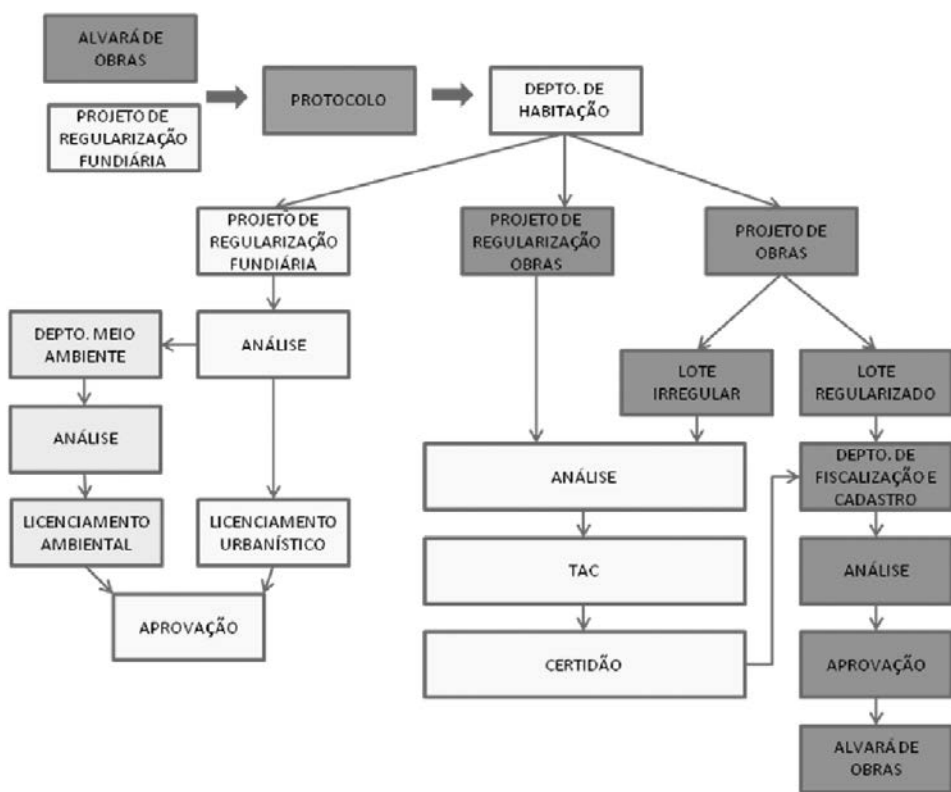 ALVARÁ DE
OBRAS
PROJETO DE
REGULARIZAÇÃO
FUNDIÁRIA
PROTOCOLO
DEPTO. DE
HABITAÇÃO
PROJETO DE
REGULARIZAÇÃO
FUNDIÁRIA
PROJETO DE
REGULARIZAÇÃO
OBRAS
PROJETO DE
OBRAS
DEPTO. MEIO
AMBIENTE
ANÁLISE
LOTE
IRREGULAR
LOTE
REGULARIZADO
ANÁLISE
ANÁLISE
DEPTO. DE
FISCALIZAÇÃO E
CADASTRO
LICENCIAMENTO
AMBIENTAL
LICENCIAMENTO
URBANÍSTICO
TAC
ANÁLISE
APROVAÇÃO
CERTIDÃO
APROVAÇÃO
ALVARÁ DE
OBRAS